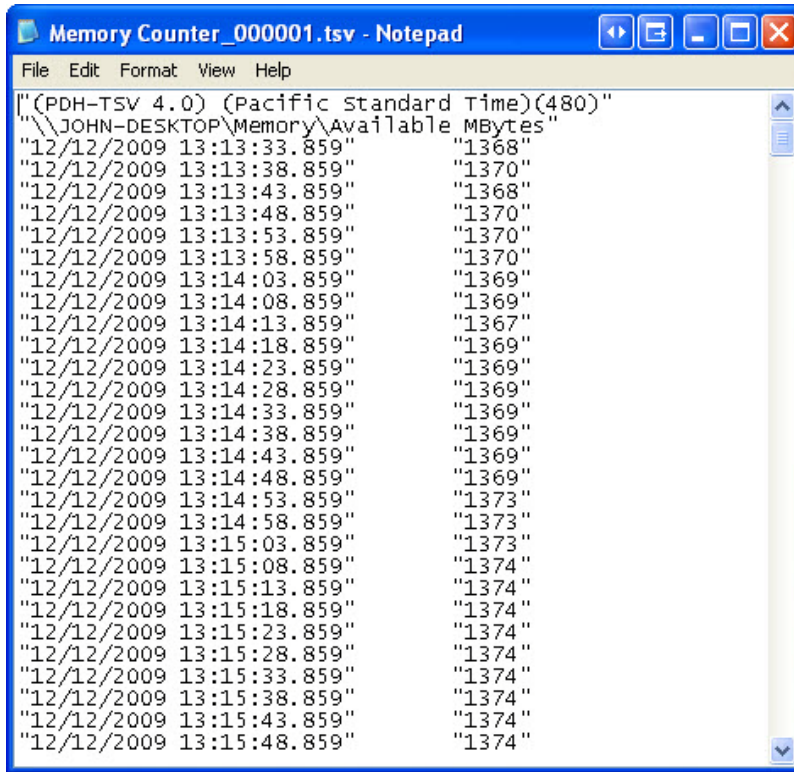 Memory Counter_000001.tsv - Notepad
File Edit Format View Help
"(PDH-TSV 4.0) (Pacific Standard Time)(480)"
"\\JOHN-DESKTOP\Memory\Available MBytes"
"12/12/2009 13:13:33.859" "1368"
"12/12/2009 13:13:38.859" "1370"
"12/12/2009 13:13:43.859" "1368"
"12/12/2009 13:13:48.859" "1370"
"12/12/2009 13:13:53.859" "1370"
"12/12/2009 13:13:58.859" "1370"
"12/12/2009 13:14:03.859" "1369"
"12/12/2009 13:14:08.859" "1369"
"12/12/2009 13:14:13.859" "1367"
"12/12/2009 13:14:18.859" "1369"
"12/12/2009 13:14:23.859" "1369"
"12/12/2009 13:14:28.859" "1369"
"12/12/2009 13:14:33.859" "1369"
"12/12/2009 13:14:38.859" "1369"
"12/12/2009 13:14:43.859" "1369"
"12/12/2009 13:14:48.859" "1369"
"12/12/2009 13:14:53.859" "1373"
"12/12/2009 13:14:58.859" "1373"
"12/12/2009 13:15:03.859" "1373"
"12/12/2009 13:15:08.859" "1374"
"12/12/2009 13:15:13.859" "1374"
"12/12/2009 13:15:18.859" "1374"
"12/12/2009 13:15:23.859" "1374"
"12/12/2009 13:15:28.859" "1374"
"12/12/2009 13:15:33.859" "1374"
"12/12/2009 13:15:38.859" "1374"
"12/12/2009 13:15:43.859" "1374"
"12/12/2009 13:15:48.859" "1374"